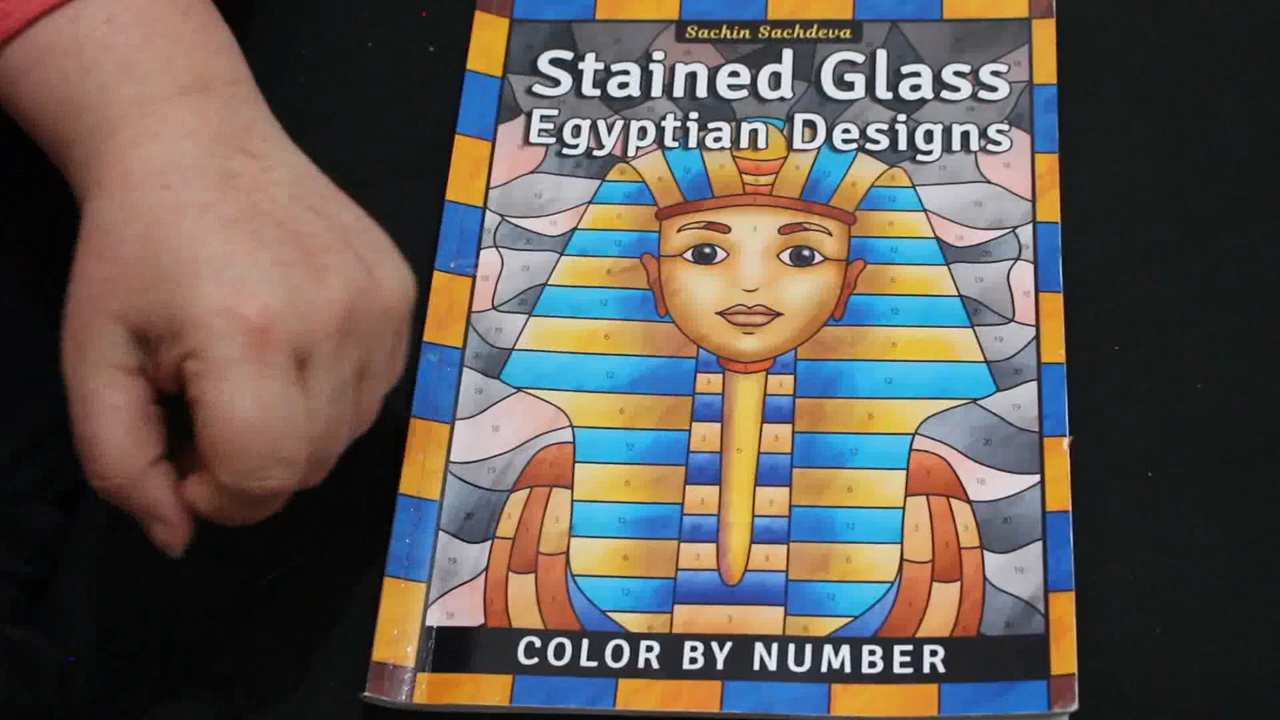 Sachin Sachdeva
Stained Glass
Egyptian Designs
COLOR BY NUMBER